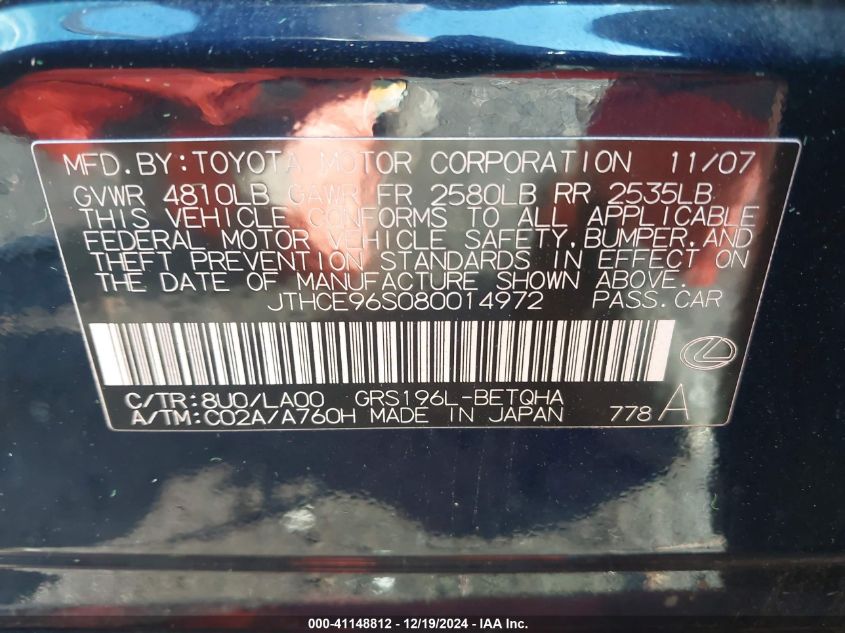 MFD.BY:TOYOTA MOTOR CORPORATION 11/07
GVWR 4810LB GAWR FR 2580LB RR 2535LB
THIS VEHICLE CONFORMS TO ALL APPLICABLE
FEDERAL MOTOR VEHICLE SAFETY,BUMPER,AND
THEFT PREVENTION STANDARDS IN EFFECT ON
THE DATE OF MANUFACTURE SHOWN ABOVE.
JTHCE96S080014972 PASS.CAR
C/TR:8U0/LA00 GRS196L-BETQHA
A/TM:C02A/A760H MADE IN JAPAN 778 A
000-41148812 - 12/19/2024 - IAA Inc.